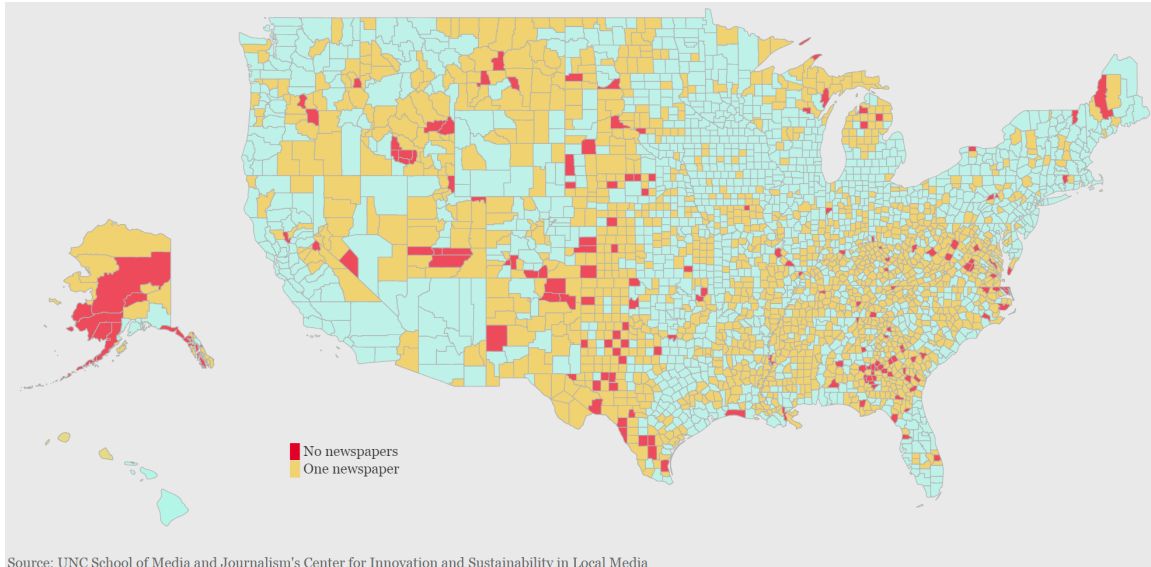 No newspapers
One newspaper
Source: UNC School of Media and Journalism's Center for Innovation and Sustainability in Local Media